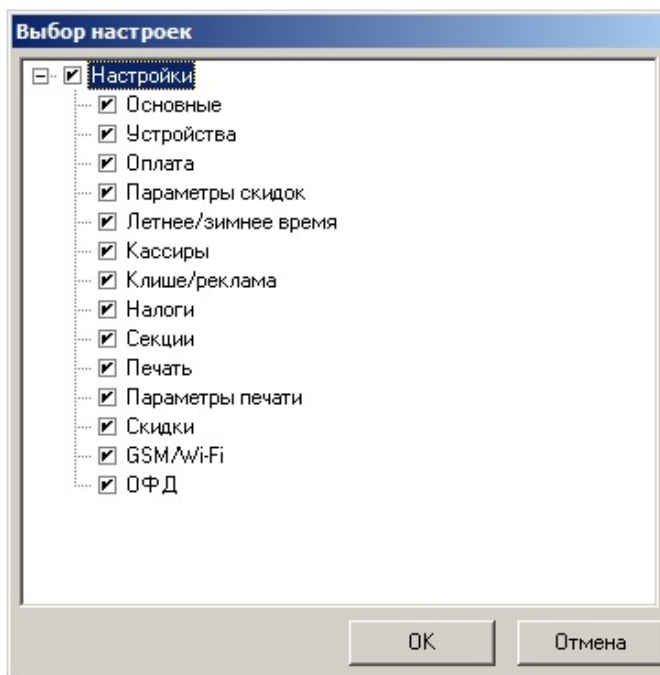 Выбор настроек
Настройки
Основные
Устройства
Оплата
Параметры скидок
Летнее/зимнее время
Кассиры
Клише/реклама
Налоги
Секции
Печать
Параметры печати
Скидки
GSM/Wi-Fi
ОФД
OK Отмена